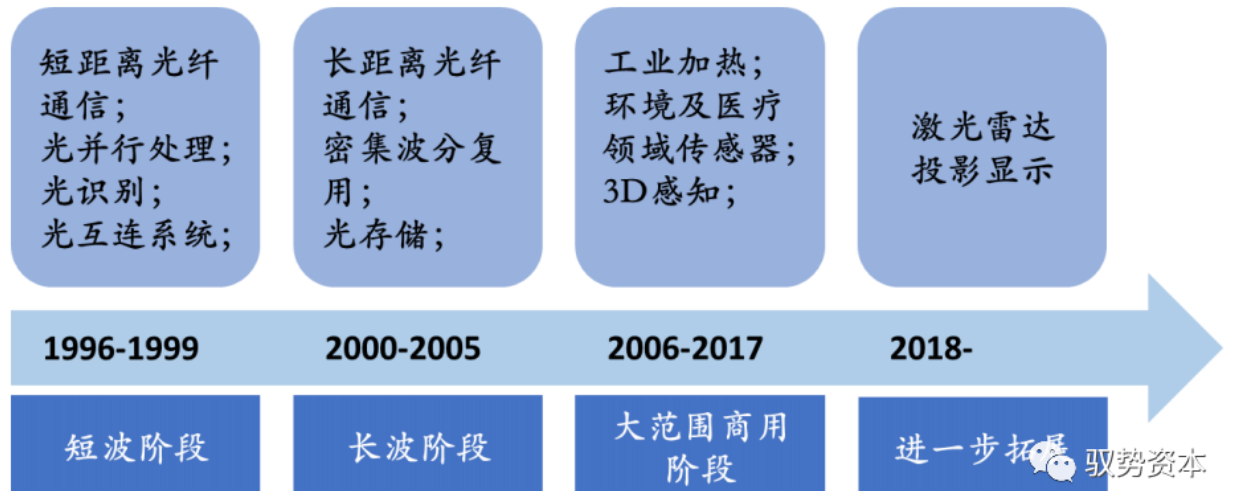 短距离光纤
通信；
光并行处理；
光识别；
光互连系统；
长距离光纤
通信；
密集波分复
用；
光存储；
工业加热；
环境及医疗
领域传感器；
3D感知；
激光雷达
投影显示
1996-1999
2000-2005
2006-2017
2018-
短波阶段
长波阶段
大范围商用
阶段
进一步拓展
驭势资本